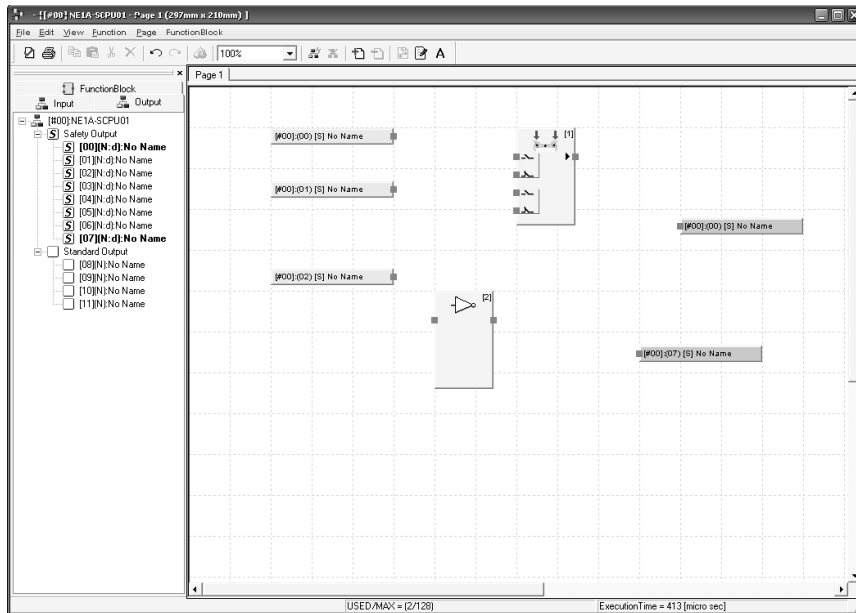 - [[#00] NE1A-SCPU01 - Page 1 (297mm x 210mm) ]
File Edit View Function Page FunctionBlock
100%
A
FunctionBlock
Input Output
[#00]:NE1A-SCPU01
S Safety Output
S [00][N:d]:No Name
S [01][N:d]:No Name
S [02][N:d]:No Name
S [03][N:d]:No Name
S [04][N:d]:No Name
S [05][N:d]:No Name
S [06][N:d]:No Name
S [07][N:d]:No Name
Standard Output
[08][N]:No Name
[09][N]:No Name
[10][N]:No Name
[11][N]:No Name
Page 1
[#00]:(00) [S] No Name
[1]
[#00]:(01) [S] No Name
[#00]:(00) [S] No Name
[#00]:(02) [S] No Name
[2]
[#00]:(07) [S] No Name
USED/MAX = (2/128)
ExecutionTime = 413 [micro sec]